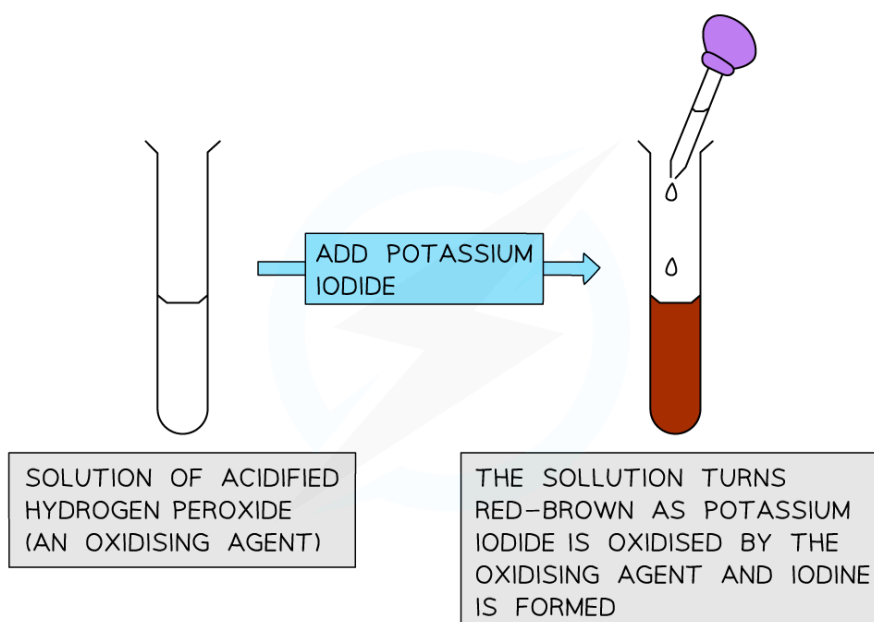 ADD POTASSIUM
IODIDE
SOLUTION OF ACIDIFIED
HYDROGEN PEROXIDE
(AN OXIDISING AGENT)
THE SOLLUTION TURNS
RED-BROWN AS POTASSIUM
IODIDE IS OXIDISED BY THE
OXIDISING AGENT AND IODINE
IS FORMED